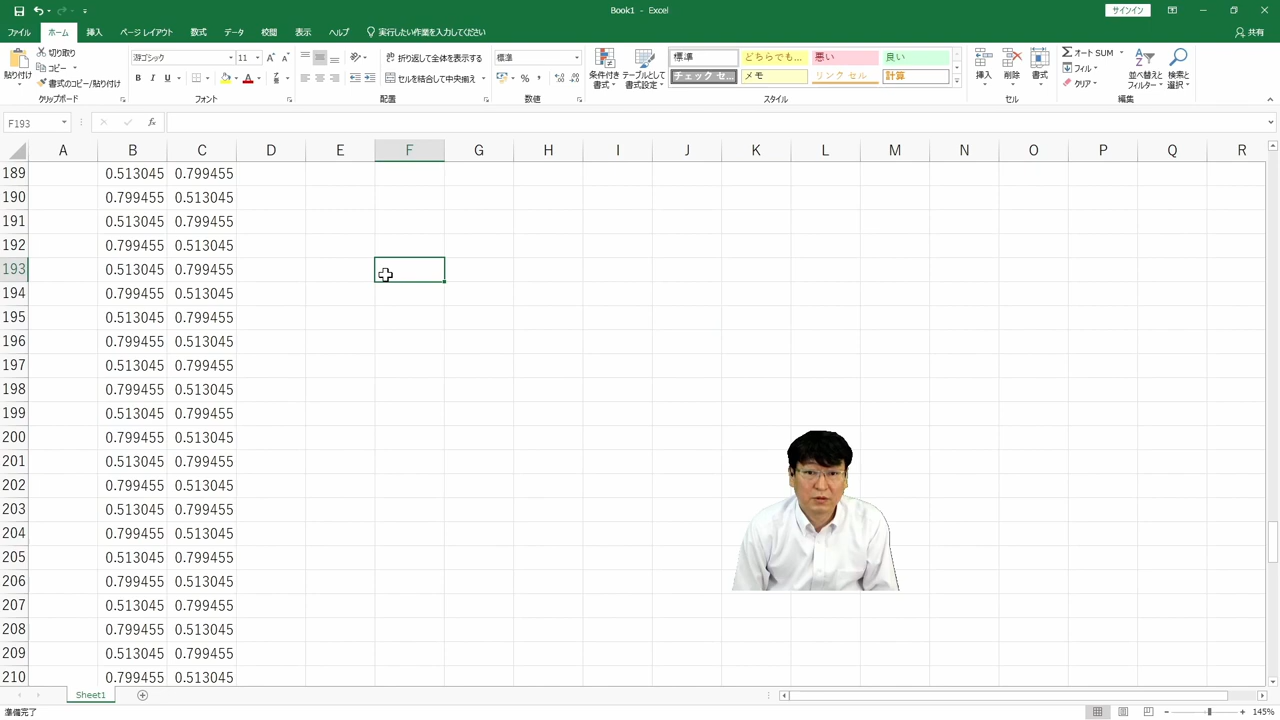 Book1 - Excel
サインイン
ファイル ホーム 挿入 ページ レイアウト 数式 データ 校閲 表示 ヘルプ 実行したい作業を入力してください 共有
貼り付け 切り取り
コピー
書式のコピー/貼り付け
クリップボード
游ゴシック 11
B I U
フォント
折り返して全体を表示する
セルを結合して中央揃え
配置
標準
%
数値
条件付き書式 テーブルとして書式設定
標準 どちらでも... 悪い 良い
チェック セ... メモ リンク セル 計算
スタイル
挿入 削除 書式
セル
オート SUM
フィル
クリア
並べ替えとフィルター 検索と選択
編集
F193 fx
A B C D E F G H I J K L M N O P Q R
189 0.513045 0.799455
190 0.799455 0.513045
191 0.513045 0.799455
192 0.799455 0.513045
193 0.513045 0.799455
194 0.799455 0.513045
195 0.513045 0.799455
196 0.799455 0.513045
197 0.513045 0.799455
198 0.799455 0.513045
199 0.513045 0.799455
200 0.799455 0.513045
201 0.513045 0.799455
202 0.799455 0.513045
203 0.513045 0.799455
204 0.799455 0.513045
205 0.513045 0.799455
206 0.799455 0.513045
207 0.513045 0.799455
208 0.799455 0.513045
209 0.513045 0.799455
210 0.799455 0.513045
Sheet1
準備完了 145%